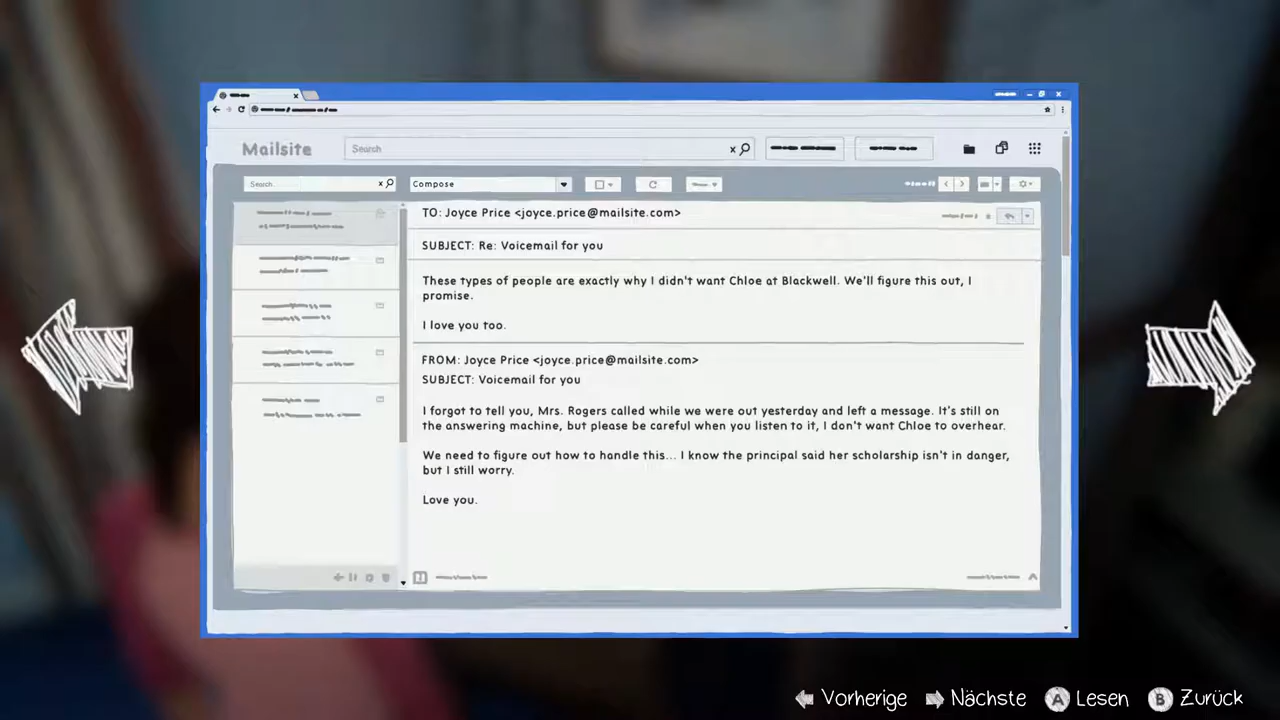 Mailsite
Search
x
Search...
x
Compose
TO: Joyce Price <joyce.price@mailsite.com>
SUBJECT: Re: Voicemail for you
These types of people are exactly why I didn't want Chloe at Blackwell. We'll figure this out, I
promise.
I love you too.
FROM: Joyce Price <joyce.price@mailsite.com>
SUBJECT: Voicemail for you
I forgot to tell you, Mrs. Rogers called while we were out yesterday and left a message. It's still on
the answering machine, but please be careful when you listen to it, I don't want Chloe to overhear.
We need to figure out how to handle this... I know the principal said her scholarship isn't in danger,
but I still worry.
Love you.
Vorherige Nächste A Lesen B Zurück